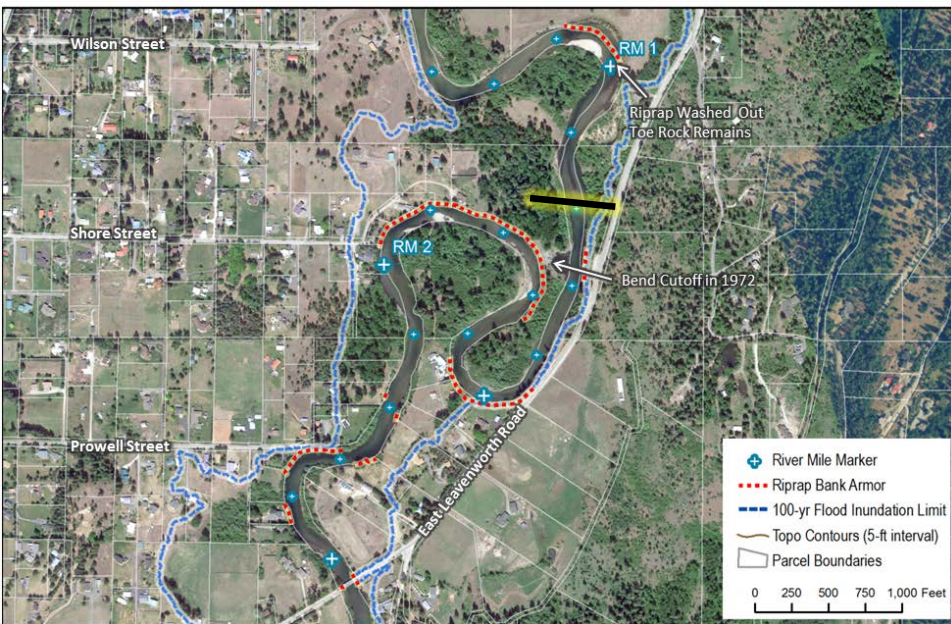 Wilson Street
RM 1
Riprap Washed Out
Toe Rock Remains
Shore Street
RM 2
Bend Cutoff in 1972
Prowell Street
East Leavenworth Road
River Mile Marker
Riprap Bank Armor
100-yr Flood Inundation Limit
Topo Contours (5-ft interval)
Parcel Boundaries
0 250 500 750 1,000 Feet